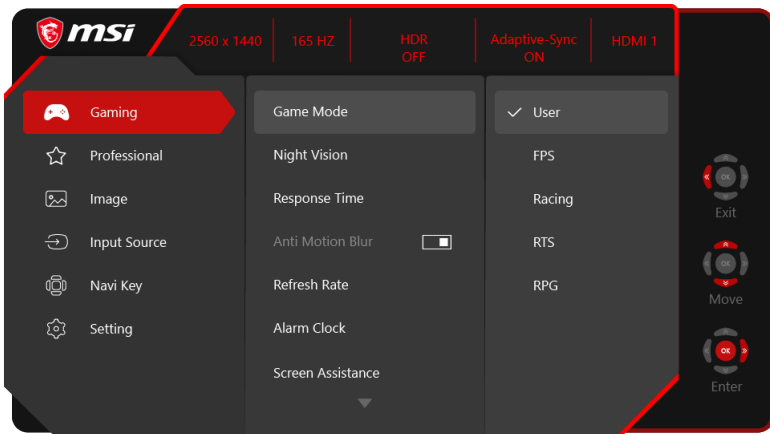 msi
2560 x 1440
165 HZ
HDR
OFF
Adaptive-Sync
ON
HDMI 1
Gaming
Professional
Image
Input Source
Navi Key
Setting
Game Mode
Night Vision
Response Time
Anti Motion Blur
Refresh Rate
Alarm Clock
Screen Assistance
User
FPS
Racing
RTS
RPG
OK
Exit
OK
Move
OK
Enter